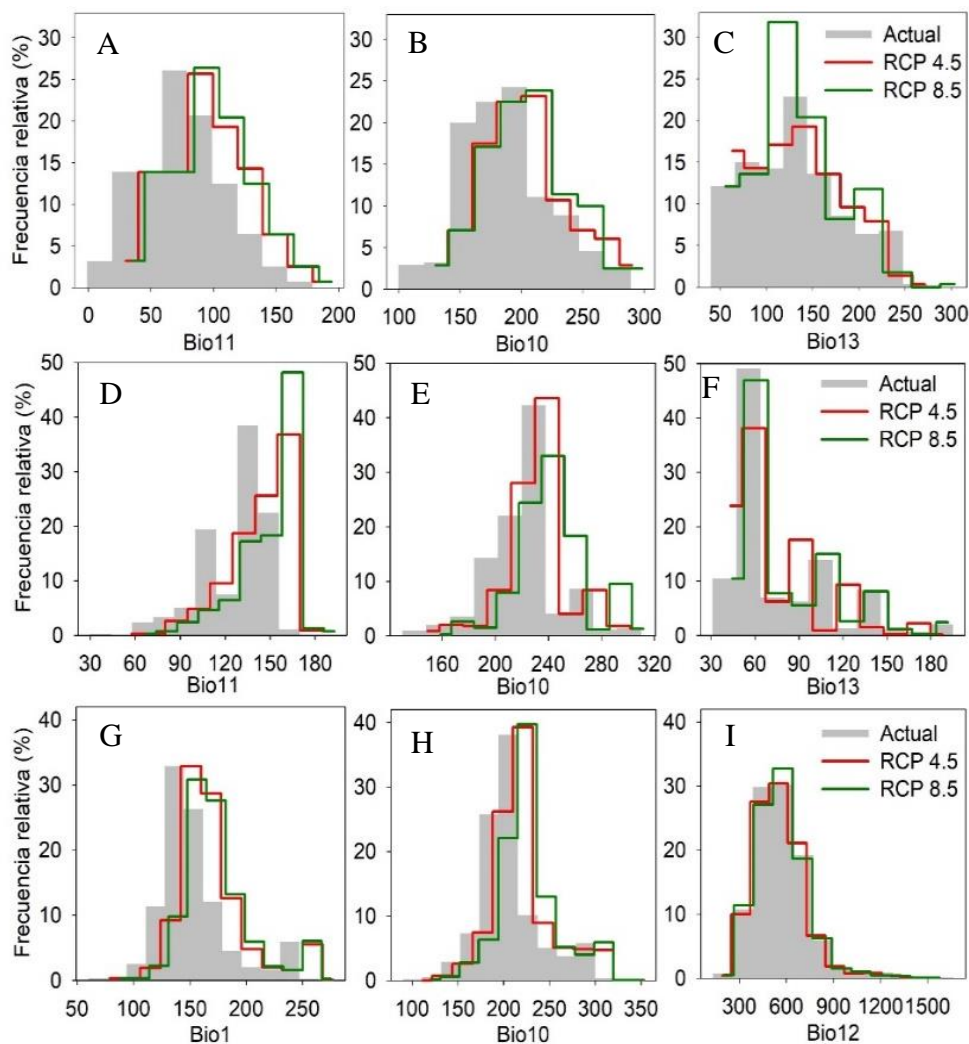 A
B
C
Actual
RCP 4.5
RCP 8.5
Frecuencia relativa (%)
30
25
20
15
10
5
0
30
25
20
15
10
5
0
30
25
20
15
10
5
0
0 50 100 150 200
100 150 200 250 300
50 100 150 200 250 300
Bio11
Bio10
Bio13
D
E
F
Actual
RCP 4.5
RCP 8.5
Frecuencia relativa (%)
50
40
30
20
10
0
50
40
30
20
10
0
50
40
30
20
10
0
30 60 90 120 150 180
160 200 240 280 320
30 60 90 120 150 180
Bio11
Bio10
Bio13
G
H
I
Actual
RCP 4.5
RCP 8.5
Frecuencia relativa (%)
40
30
20
10
0
40
30
20
10
0
40
30
20
10
0
50 100 150 200 250
100 150 200 250 300 350
300 600 900 1200 1500
Bio1
Bio10
Bio12